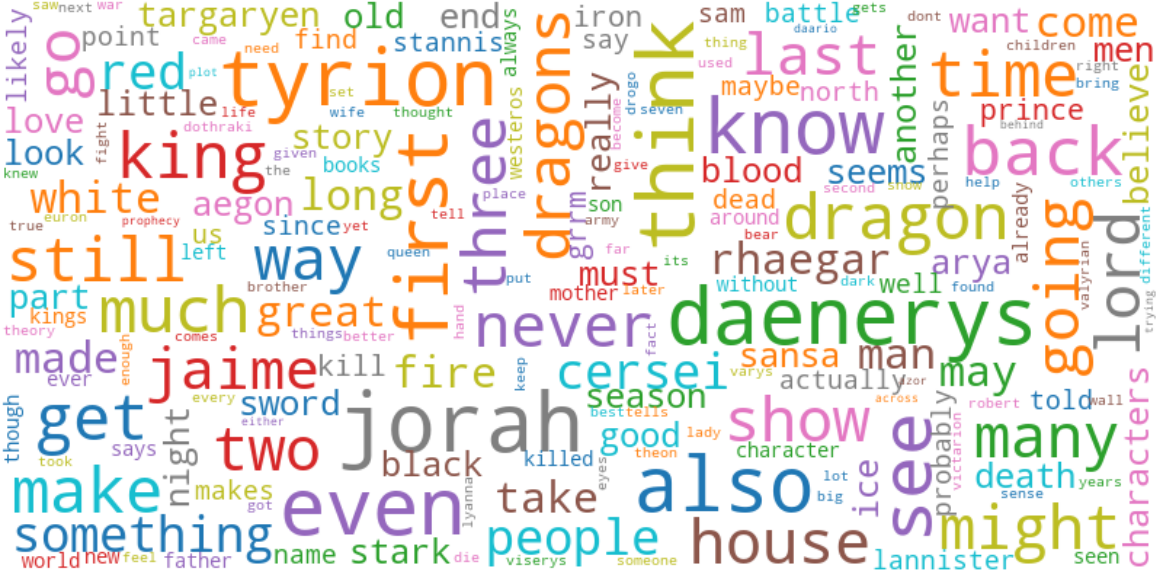 saw next war
targaryen old end iron sam battle gets dont want come
likely go point came need find stannis always say thing daario children men
red plot tyrion dragons think used last another time right bring
little life set wife thought westeros really drogo seven maybe north prince
love fight dothraki king story first three become know perhaps behind back believe
look given the books give blood seems
knew white aegon long place grrm son second show help others
true euron prophecy since yet tell army dead around dragon already
us left way queen bear going lord different
still brother put far its must rhaegar arya valyrian
part kings much great mother later without dark well found
theory things better hand never fact daenerys trying
made enough comes jaime kill fire keep cersei sansa man may
ever every varys actually azor across
though get sword season show see probably robert told wall characters
says night two either jorah best tells good lady character many
took black killed theon victarion
make makes got lyanna take eyes also lot big ice death years sense
something even people house might
world new feel father name stark die viserys someone lannister seen